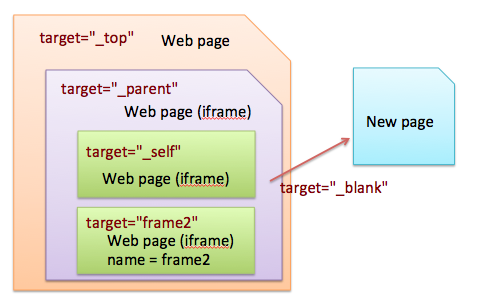 target="_top"
Web page
target="_parent"
Web page (iframe)
target="_self"
Web page (iframe)
target="frame2"
Web page (iframe)
name = frame2
New page
target="_blank"